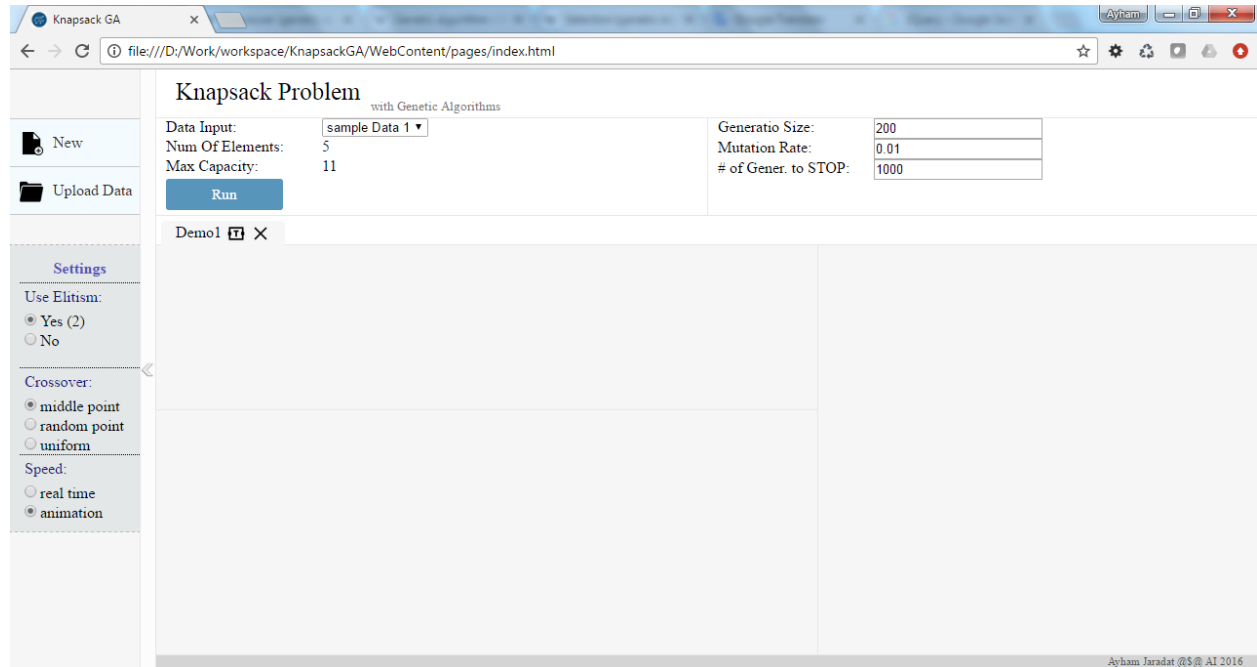 Knapsack GA
Ayham
file:///D:/Work/workspace/KnapsackGA/WebContent/pages/index.html
Knapsack Problem
with Genetic Algorithms
New
Upload Data
Data Input:
sample Data 1
Num Of Elements:
5
Max Capacity:
11
Run
Generatio Size:
200
Mutation Rate:
0.01
# of Gener. to STOP:
1000
Demo1
Settings
Use Elitism:
Yes (2)
No
Crossover:
middle point
random point
uniform
Speed:
real time
animation
Ayham Jaradat @$@ AI 2016